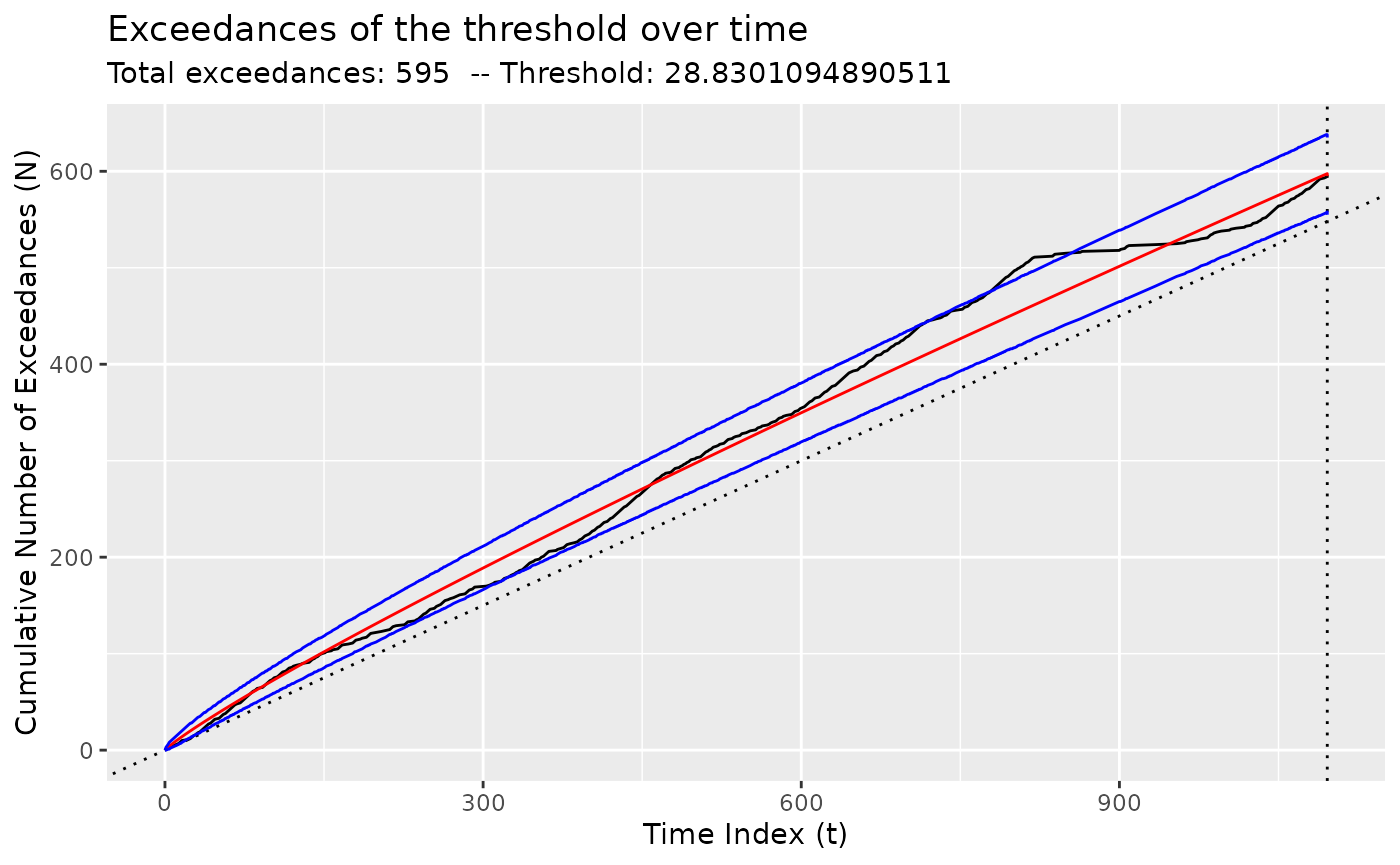 Exceedances of the threshold over time
Total exceedances: 595  -- Threshold: 28.8301094890511
Cumulative Number of Exceedances (N)
600
400
200
0
0 300 600 900
Time Index (t)